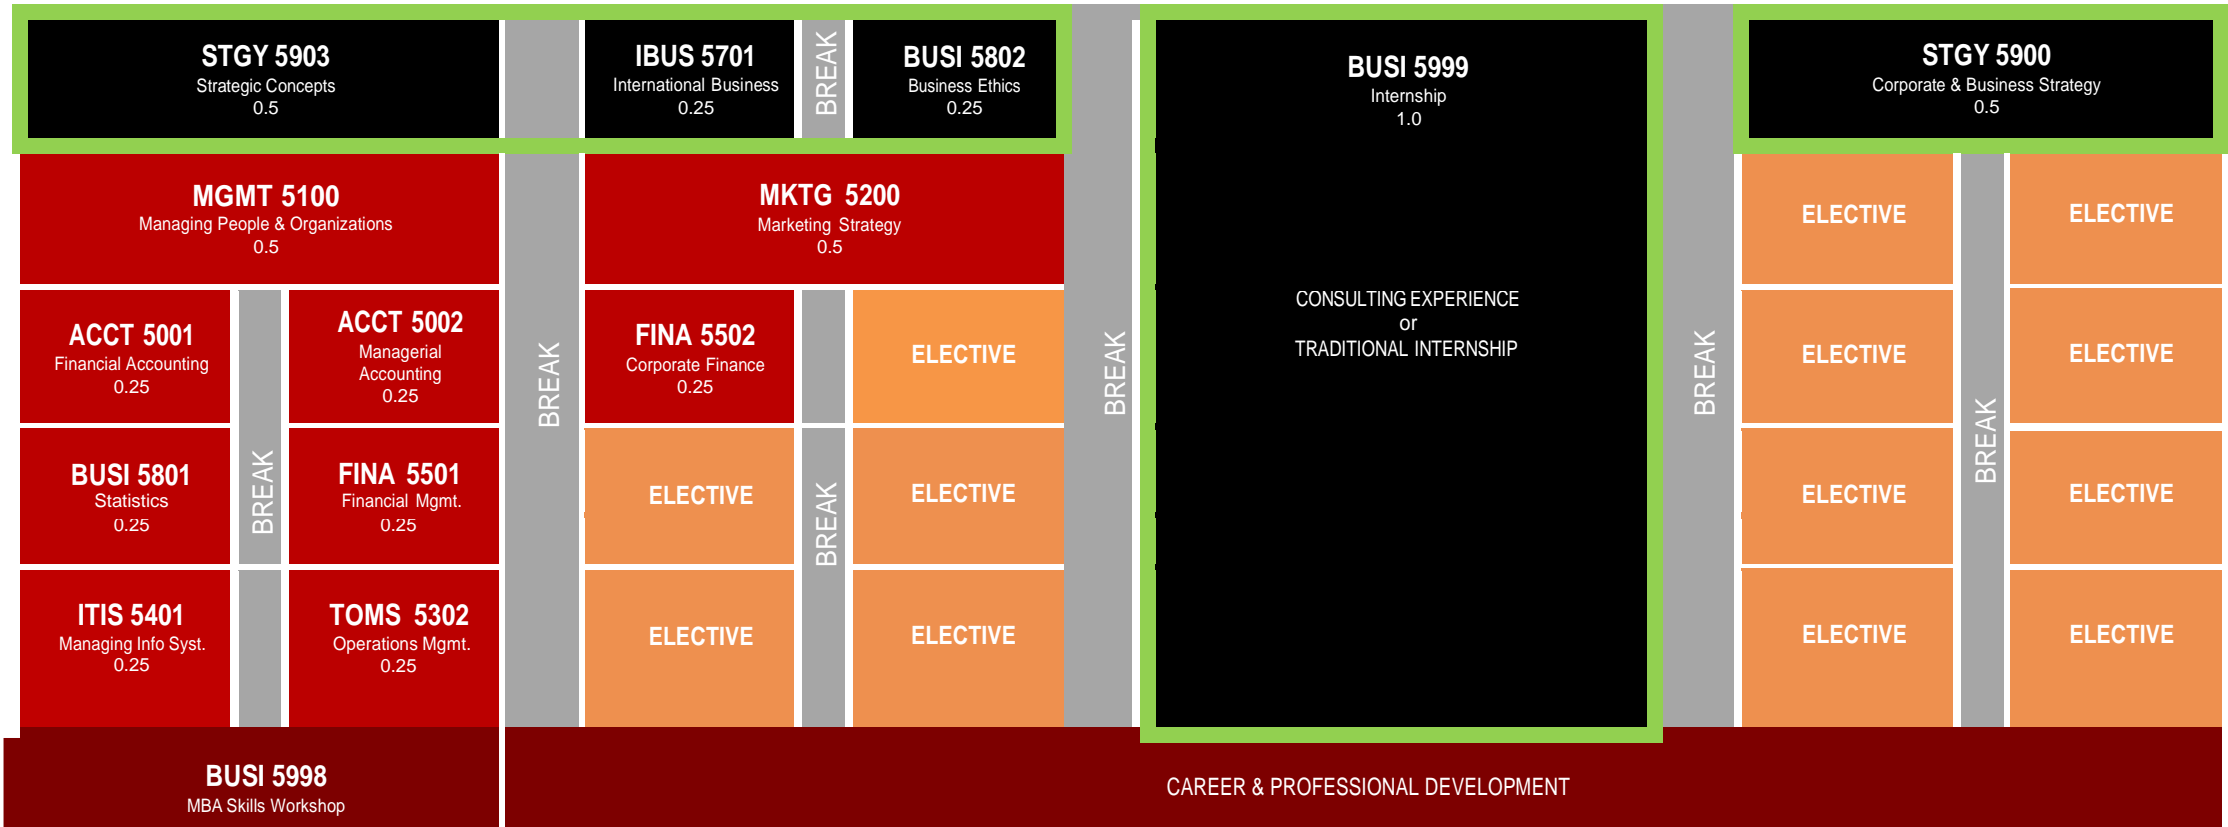 STGY 5903
Strategic Concepts
0.5
IBUS 5701
International Business
0.25
BREAK
BUSI 5802
Business Ethics
0.25
BUSI 5999
Internship
1.0
CONSULTING EXPERIENCE
or
TRADITIONAL INTERNSHIP
STGY 5900
Corporate & Business Strategy
0.5
MGMT 5100
Managing People & Organizations
0.5
MKTG 5200
Marketing Strategy
0.5
ELECTIVE
ELECTIVE
ACCT 5001
Financial Accounting
0.25
ACCT 5002
Managerial
Accounting
0.25
BREAK
FINA 5502
Corporate Finance
0.25
ELECTIVE
BREAK
BREAK
ELECTIVE
ELECTIVE
BUSI 5801
Statistics
0.25
BREAK
FINA 5501
Financial Mgmt.
0.25
ELECTIVE
BREAK
ELECTIVE
ELECTIVE
BREAK
ELECTIVE
ITIS 5401
Managing Info Syst.
0.25
TOMS 5302
Operations Mgmt.
0.25
ELECTIVE
ELECTIVE
ELECTIVE
ELECTIVE
BUSI 5998
MBA Skills Workshop
CAREER & PROFESSIONAL DEVELOPMENT